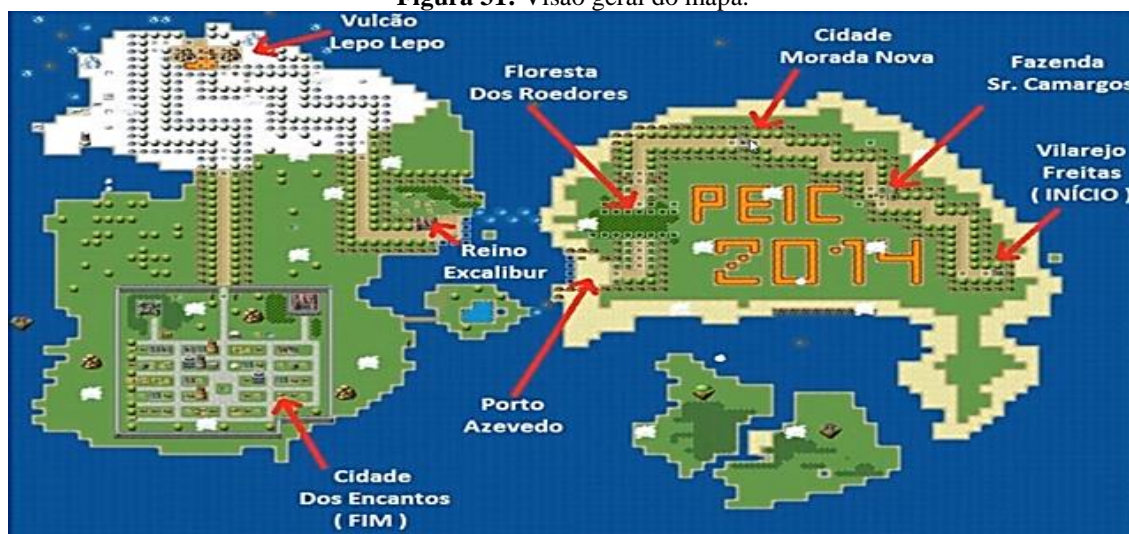 Figura 31: Visão geral do mapa.
Vulcão
Lepo Lepo
Floresta
Dos Roedores
Cidade
Morada Nova
Fazenda
Sr. Camargos
Vilarejo
Freitas
( INÍCIO )
PEIC
2014
Reino
Excalibur
Porto
Azevedo
Cidade
Dos Encantos
( FIM )